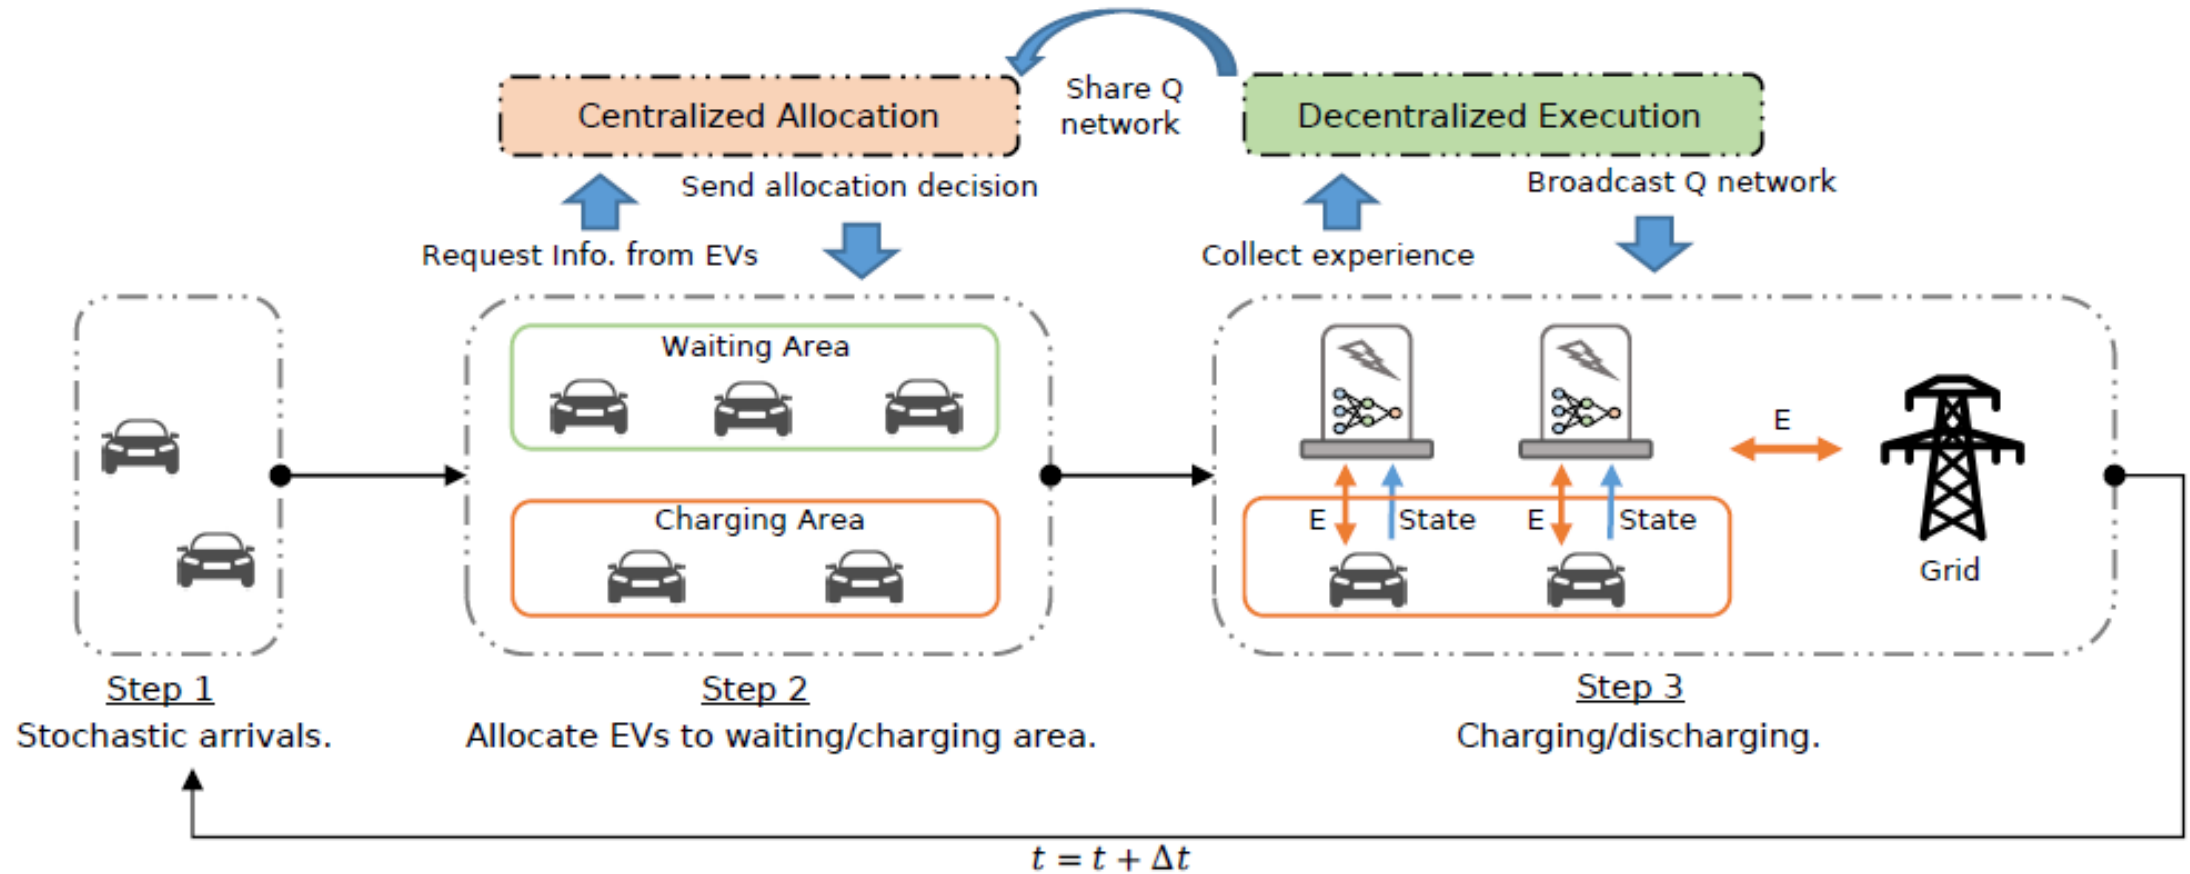 Centralized Allocation
Share Q
network
Decentralized Execution
Send allocation decision
Broadcast Q network
Request Info. from EVs
Collect experience
Waiting Area
Charging Area
E
State
E
State
E
Grid
Step 1
Stochastic arrivals.
Step 2
Allocate EVs to waiting/charging area.
Step 3
Charging/discharging.
t = t + Δt